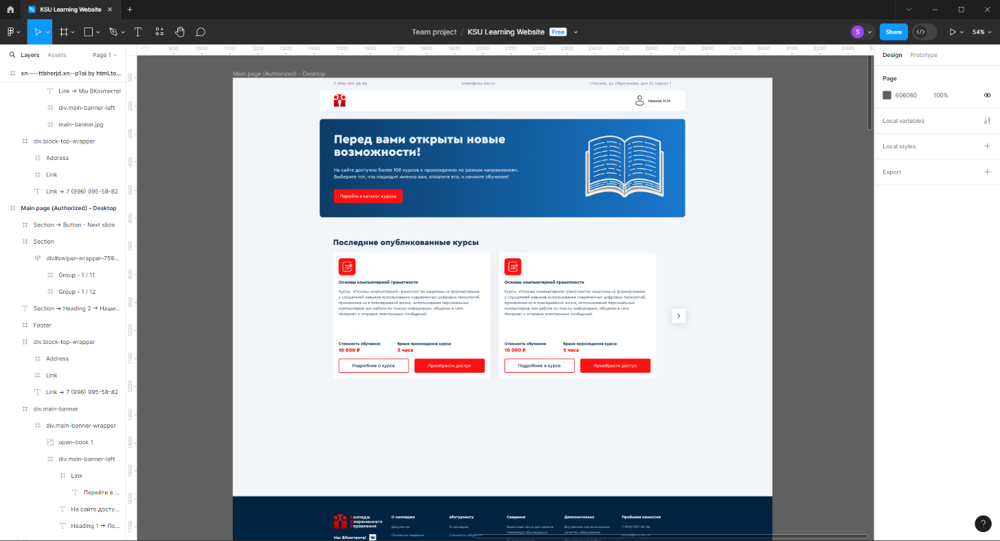 KSU Learning Website
Team project / KSU Learning Website Free
S
Share
54%
Layers
Assets
Page 1
800 900 1000 1100 1200 1300 1400 1500 1600 1700 1800 1900 2000 2100 2200 2300 2400 2500 2600 2700 2800 2900 3000 3100 3200 3300
100
200
300
400
500
600
700
800
900
1000
1100
1200
1300
1400
1500
1600
1700
xn----ttbherjd.xn--p1ai by html.to...
Link → Мы ВКонтакте!
div.main-banner-left
main-banner.jpg
div.block-top-wrapper
Address
Link
Link → 7 (996) 995-58-82
Main page (Authorized) - Desktop
Section → Button - Next slide
Section
div#swiper-wrapper-759...
Group - 1 / 11
Group - 1 / 12
Section → Heading 2 → Наши...
Footer
div.block-top-wrapper
Address
Link
Link → 7 (996) 995-58-82
div.main-banner
div.main-banner-wrapper
open-book 1
div.main-banner-left
Link
Перейти в ...
На сайте досту...
Heading 1 → По...
Main page (Authorized) - Desktop
7 (996) 995-58-82
priem@nou-ksu.ru
г.Москва, ул. Ибрагимова, дом 31, корпус 1
Иванов И.И.
Перед вами открыты новые
возможности!
На сайте доступно более 100 курсов к прохождению по разным направлениям.
Выберите тот, что подходит именно вам, оплатите его, и начните обучение!
Перейти в каталог курсов
Последние опубликованные курсы
Основы компьютерной грамотности
Курсы «Основы компьютерной грамотности» нацелены на формирование
у слушателей навыков использования современных цифровых технологий,
применения их в повседневной жизни, использования персональных
компьютеров при работе по поиску информации, общении в сети
Интернет и отправке электронных сообщений.
Стоимость обучения:
10 000 ₽
Время прохождения курса:
2 часа
Подробнее о курсе
Приобрести доступ
Основы компьютерной грамотности
Курсы «Основы компьютерной грамотности» нацелены на формирование
у слушателей навыков использования современных цифровых технологий,
применения их в повседневной жизни, использования персональных
компьютеров при работе по поиску информации, общении в сети
Интернет и отправке электронных сообщений.
Стоимость обучения:
10 000 ₽
Время прохождения курса:
2 часа
Подробнее о курсе
Приобрести доступ
Колледж
Современного
Управления
Мы ВКонтакте!
О колледже
Документы
Основные сведения
Абитуриенту
О колледже
Стоимость обучения
Сведения
Вакантные места для приема
(перевода) обучающихся
Дополнительно
Внутренняя система оценки
качества образования
Приёмная комиссия
7 (996) 995-58-82
priem@nou-ksu.ru
Design
Prototype
Page
606060
100%
Local variables
Local styles
Export
?